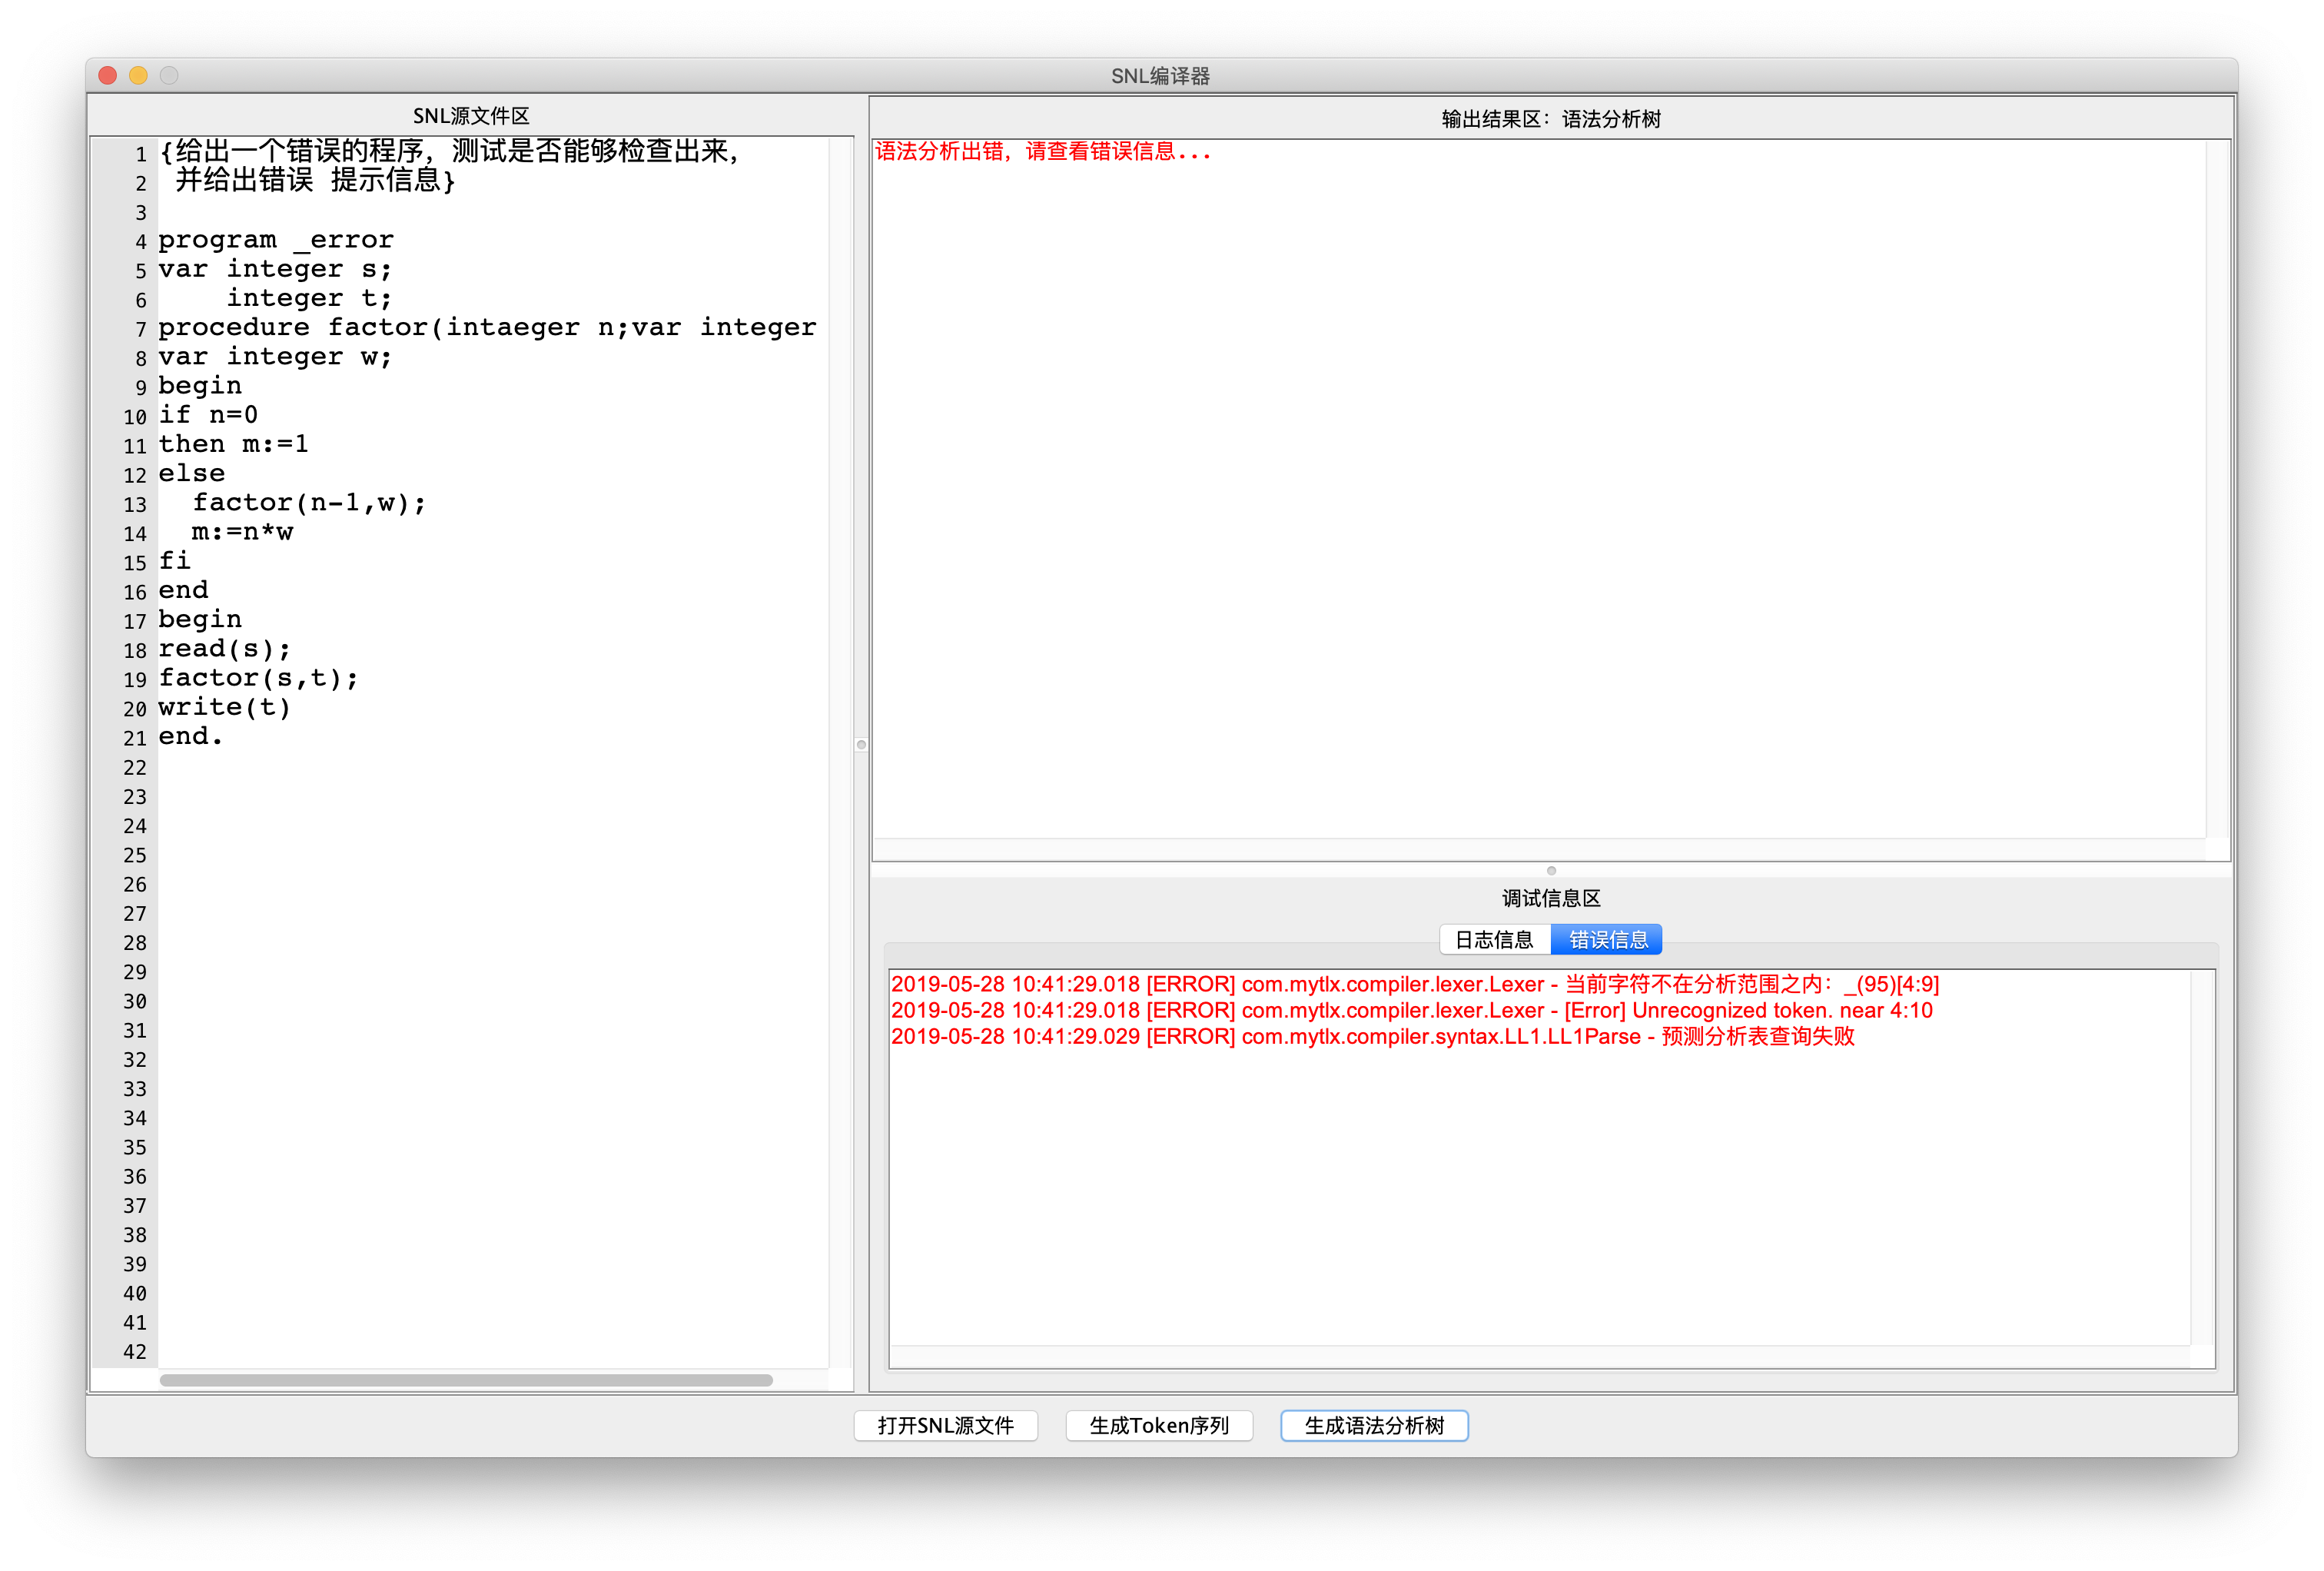 SNL编译器
SNL源文件区
1 {给出一个错误的程序，测试是否能够检查出来，
2  并给出错误 提示信息}
3
4 program _error
5 var integer s;
6     integer t;
7 procedure factor(intaeger n;var integer
8 var integer w;
9 begin
10 if n=0
11 then m:=1
12 else
13   factor(n-1,w);
14   m:=n*w
15 fi
16 end
17 begin
18 read(s);
19 factor(s,t);
20 write(t)
21 end.
22
23
24
25
26
27
28
29
30
31
32
33
34
35
36
37
38
39
40
41
42
输出结果区：语法分析树
语法分析出错，请查看错误信息...
调试信息区
日志信息 错误信息
2019-05-28 10:41:29.018 [ERROR] com.mytlx.compiler.lexer.Lexer - 当前字符不在分析范围之内：_(95)[4:9]
2019-05-28 10:41:29.018 [ERROR] com.mytlx.compiler.lexer.Lexer - [Error] Unrecognized token. near 4:10
2019-05-28 10:41:29.029 [ERROR] com.mytlx.compiler.syntax.LL1.LL1Parse - 预测分析表查询失败
打开SNL源文件 生成Token序列 生成语法分析树